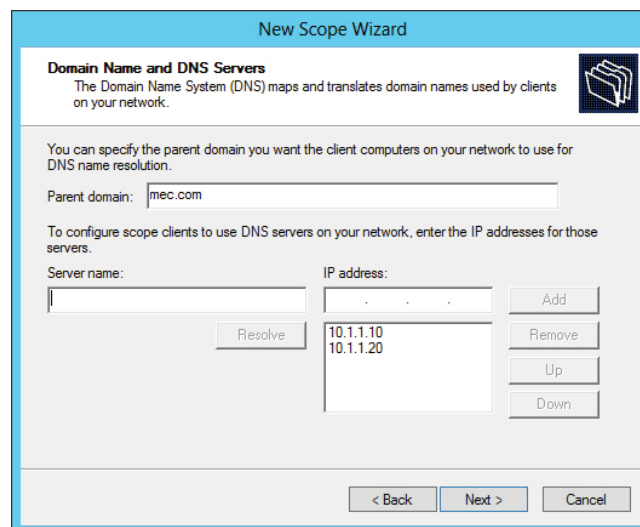 New Scope Wizard
Domain Name and DNS Servers
The Domain Name System (DNS) maps and translates domain names used by clients
on your network.
You can specify the parent domain you want the client computers on your network to use for
DNS name resolution.
Parent domain: mec.com
To configure scope clients to use DNS servers on your network, enter the IP addresses for those
servers.
Server name: IP address:
. . . Add
Resolve 10.1.1.10 Remove
10.1.1.20
Up
Down
< Back Next > Cancel